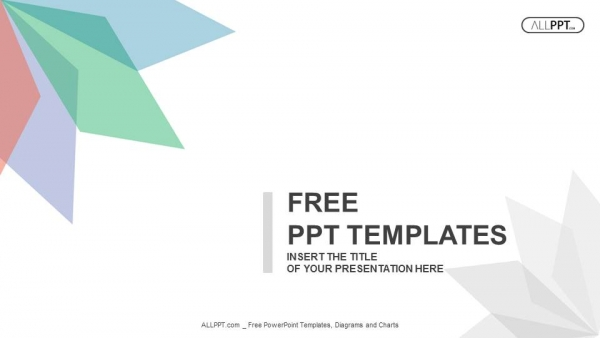 ALLPPT.com
FREE
PPT TEMPLATES
INSERT THE TITLE
OF YOUR PRESENTATION HERE
ALLPPT.com _ Free PowerPoint Templates, Diagrams and Charts